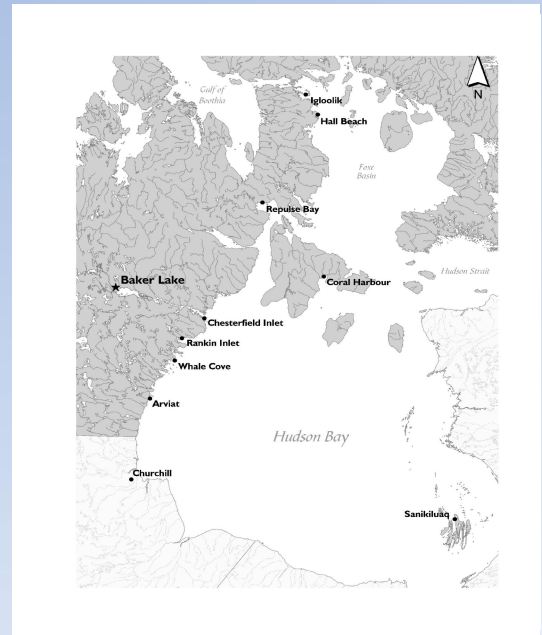 Gulf of
Boothia
Igloolik
N
Hall Beach
Foxe
Basin
Repulse Bay
Baker Lake
Coral Harbour
Hudson Strait
Chesterfield Inlet
Rankin Inlet
Whale Cove
Arviat
Hudson Bay
Churchill
Sanikiluaq